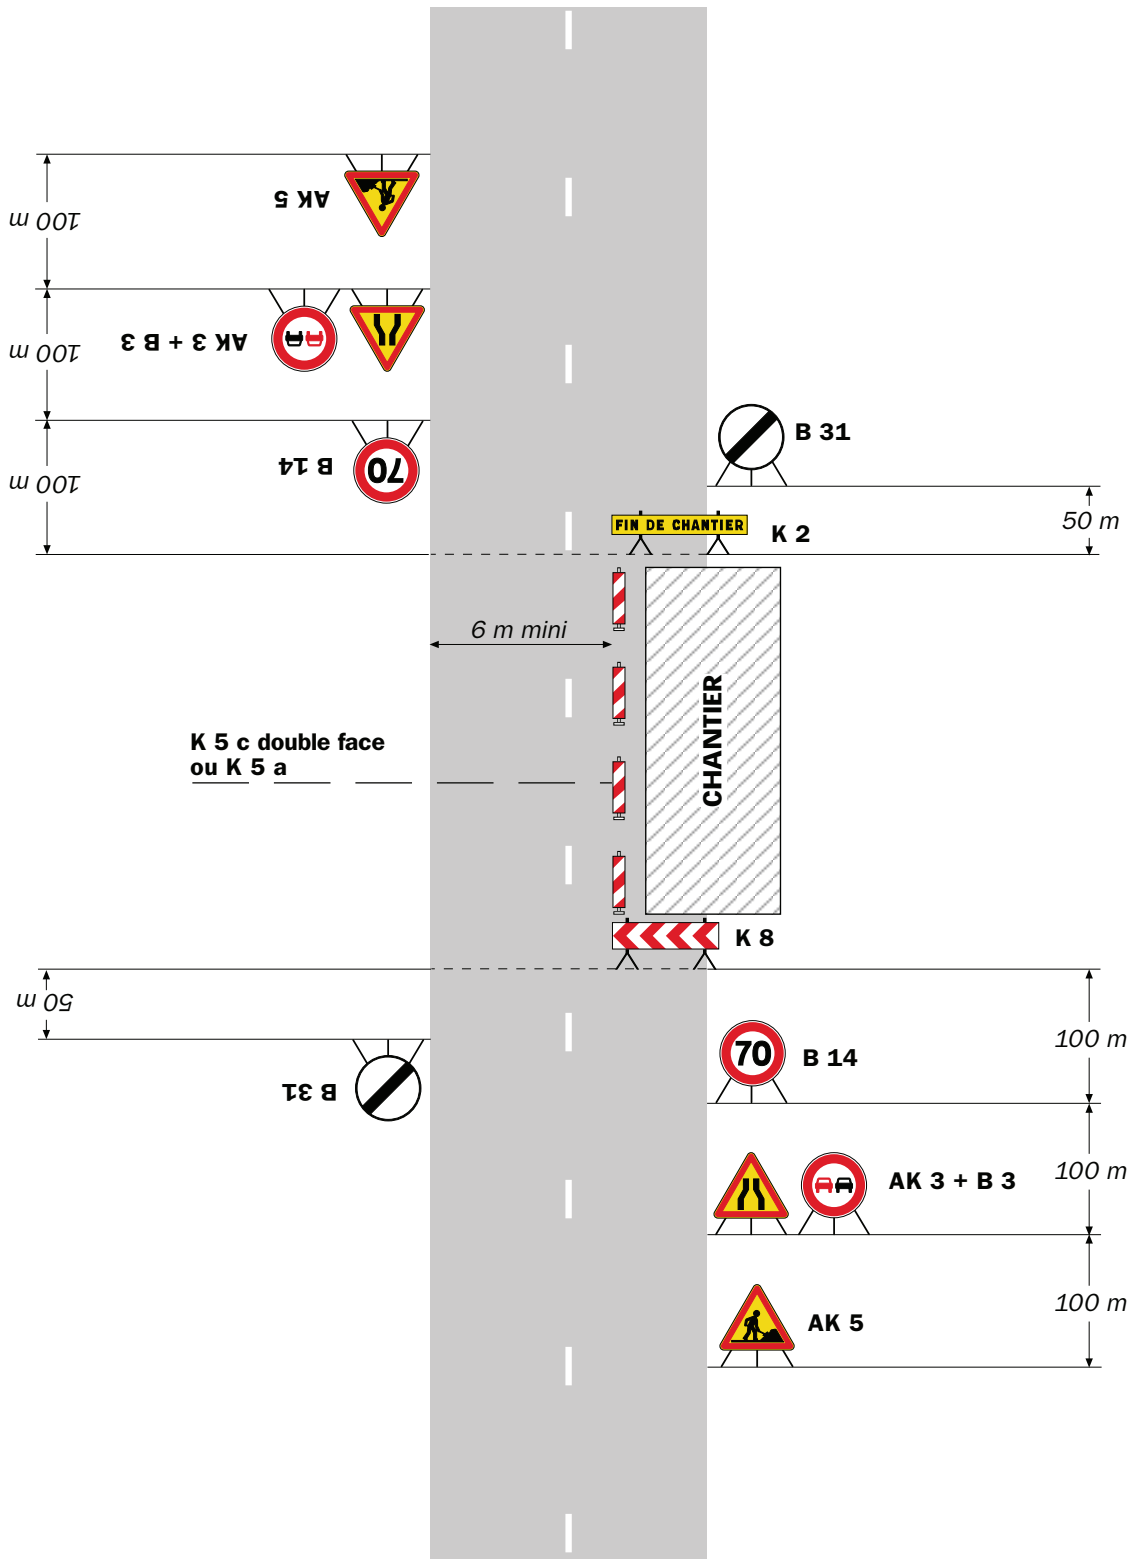 AK 5
100 m
AK 3 + B 3
100 m
B 14
70
100 m
B 31
50 m
FIN DE CHANTIER
K 2
6 m mini
CHANTIER
K 5 c double face
ou K 5 a
K 8
50 m
B 31
70
B 14
100 m
AK 3 + B 3
100 m
AK 5
100 m